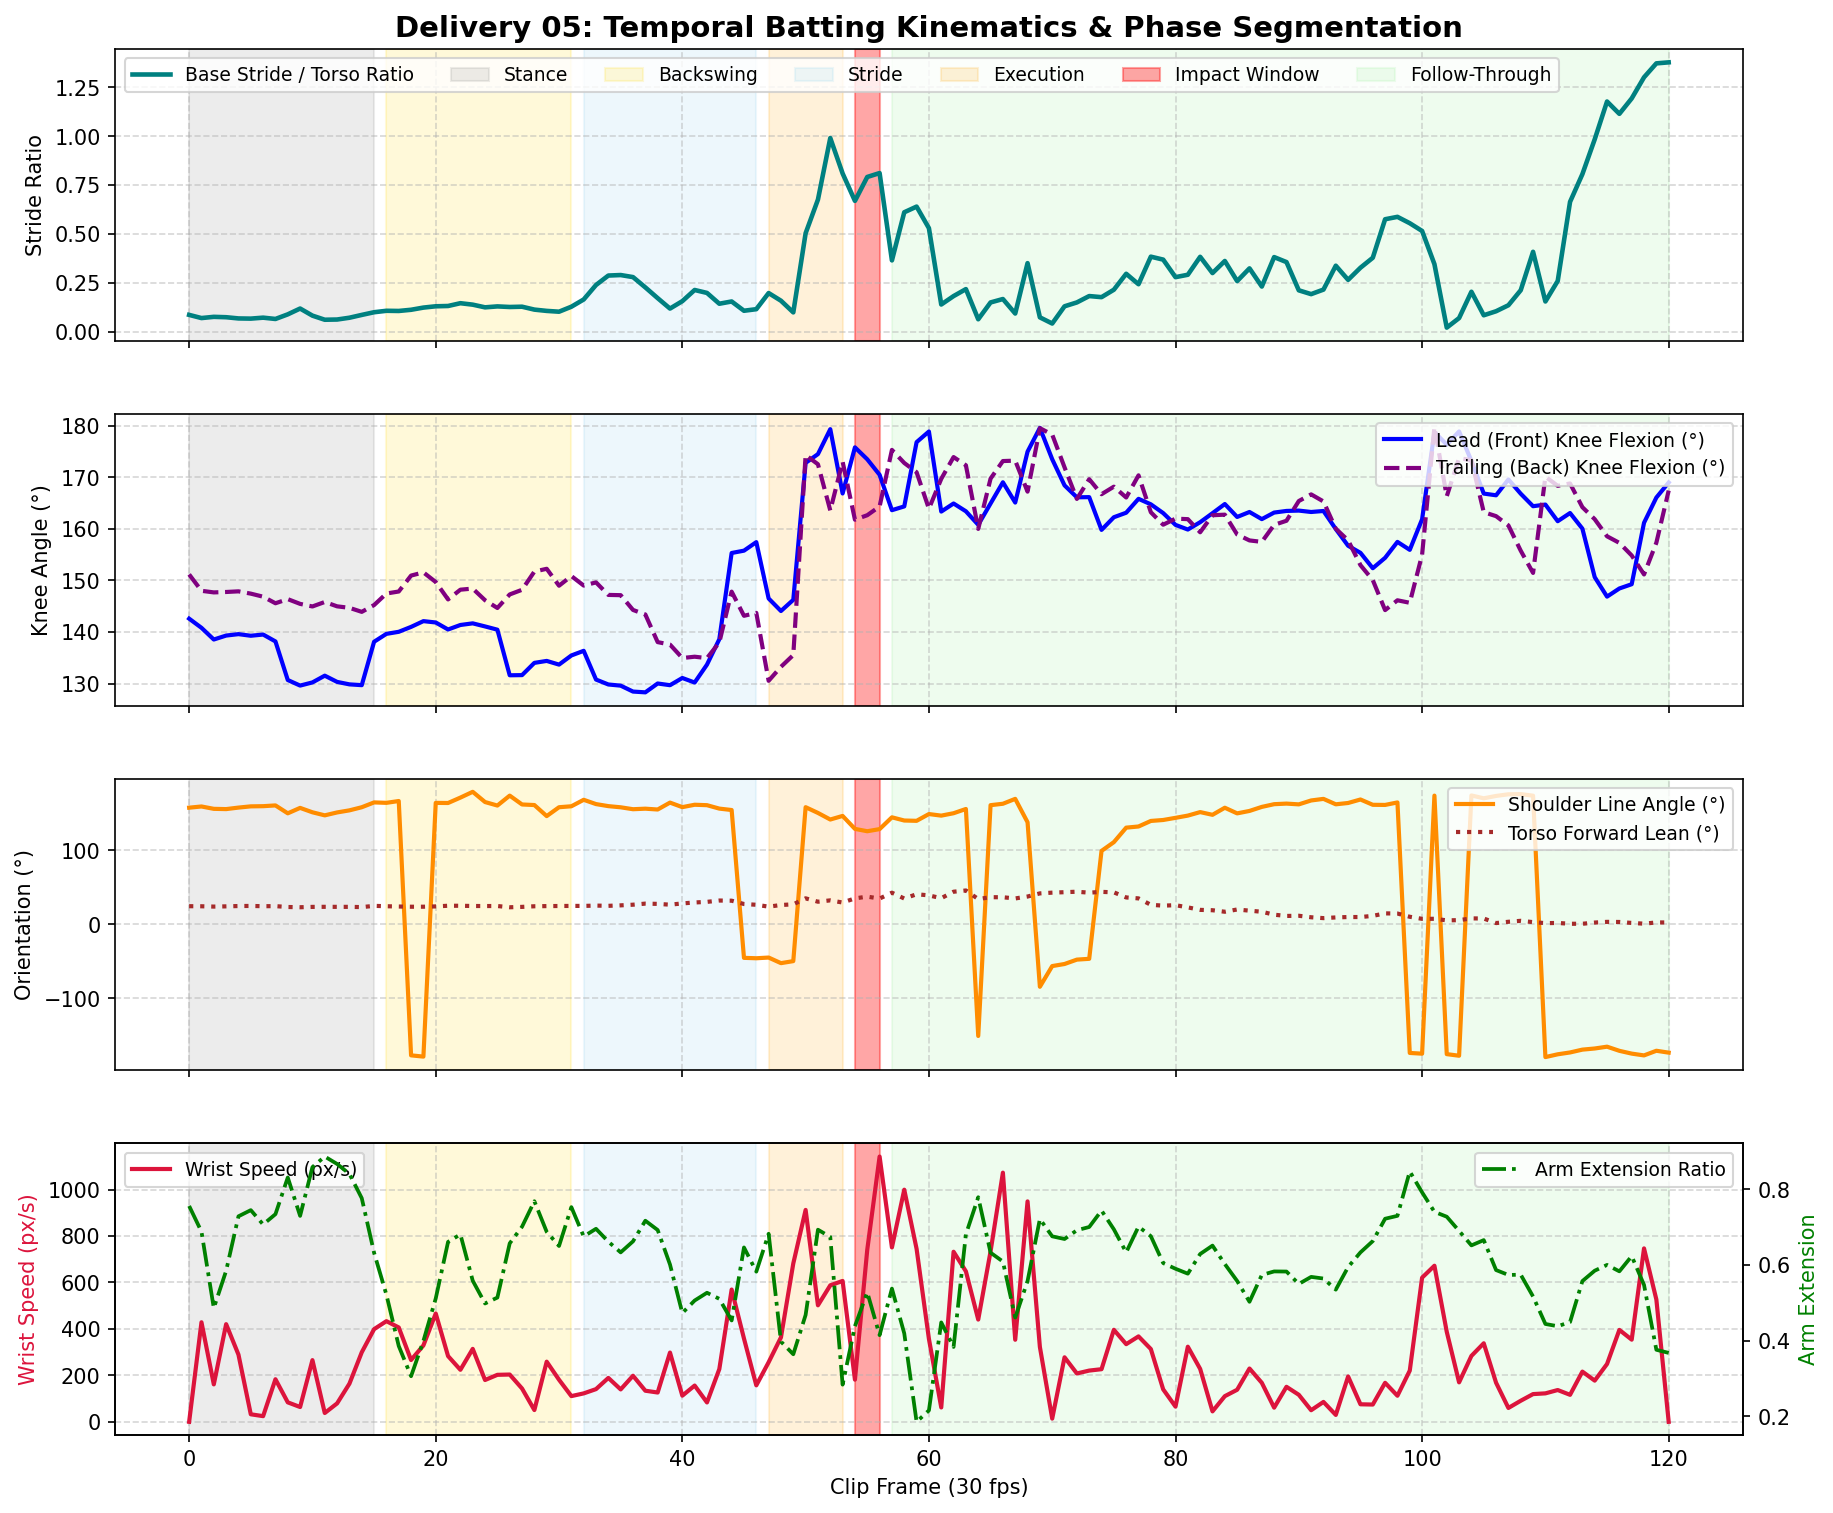 Delivery 05: Temporal Batting Kinematics & Phase Segmentation
Base Stride / Torso Ratio Stance Backswing Stride Execution Impact Window Follow-Through
Stride Ratio
1.25
1.00
0.75
0.50
0.25
0.00
Lead (Front) Knee Flexion (°)
Trailing (Back) Knee Flexion (°)
Knee Angle (°)
180
170
160
150
140
130
Shoulder Line Angle (°)
Torso Forward Lean (°)
Orientation (°)
100
0
−100
Wrist Speed (px/s)
Arm Extension Ratio
Wrist Speed (px/s)
1000
800
600
400
200
0
0.8
0.6
0.4
0.2
Arm Extension
0 20 40 60 80 100 120
Clip Frame (30 fps)